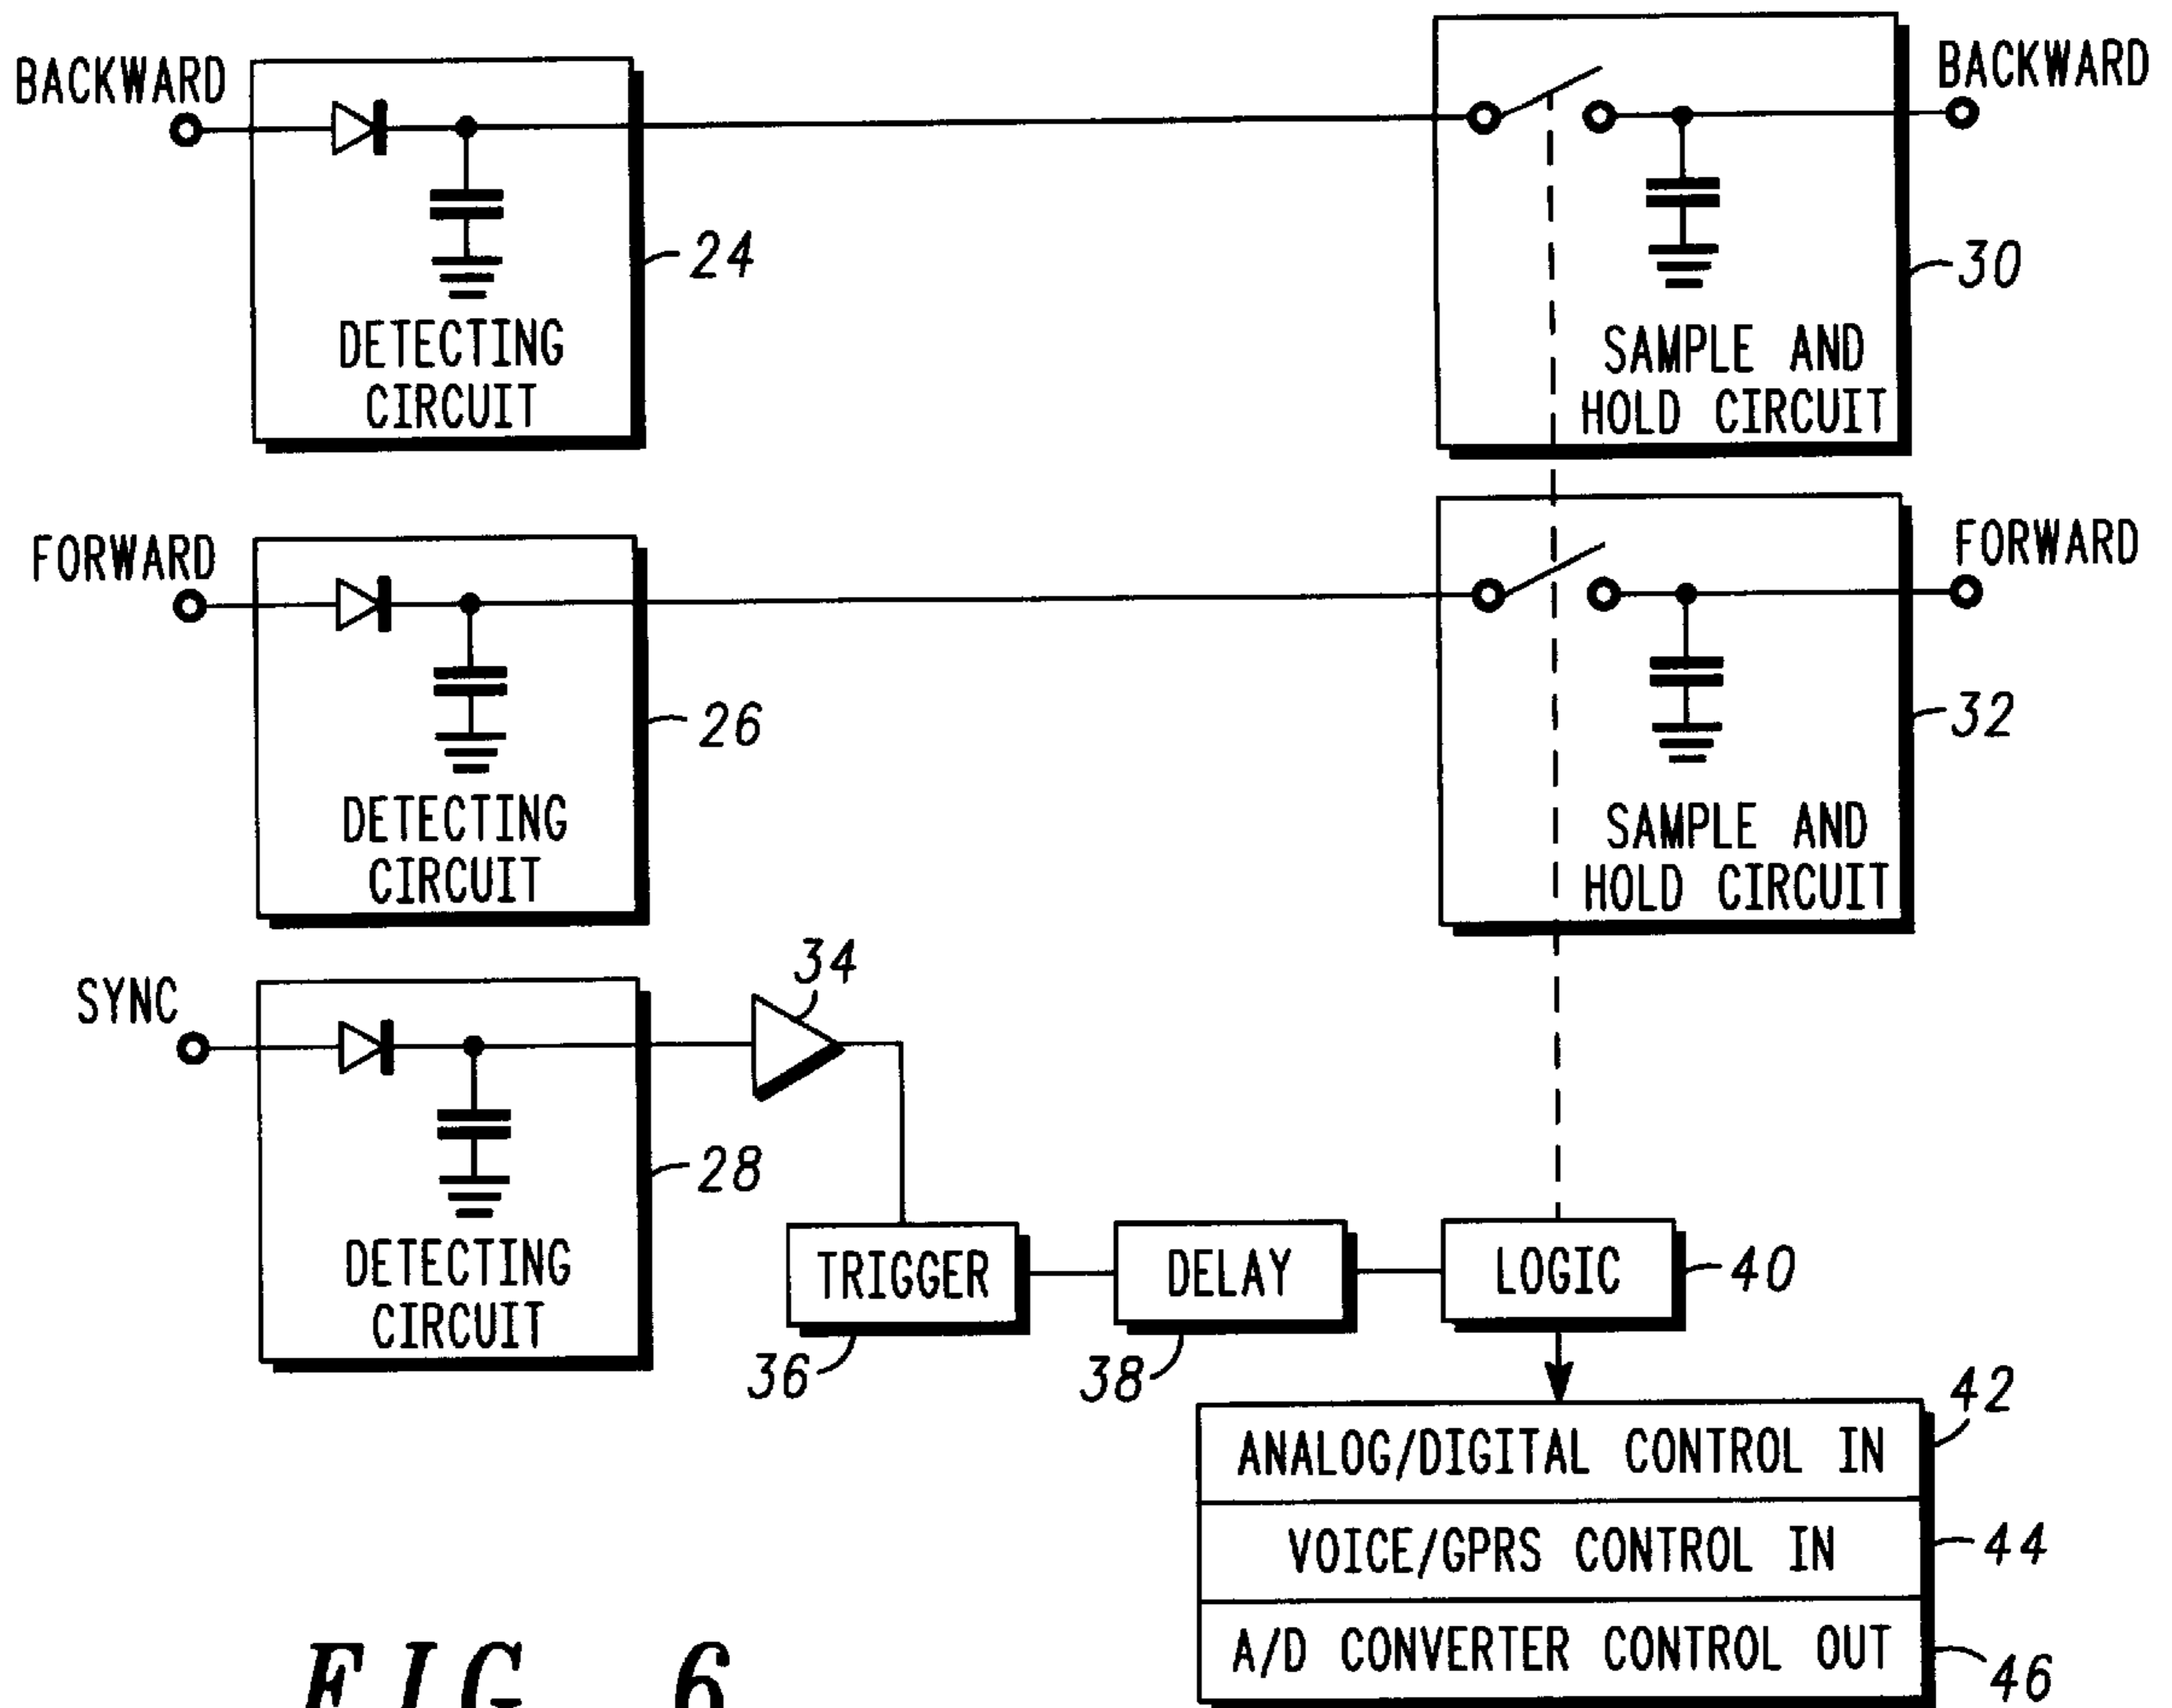 BACKWARD
BACKWARD
24
DETECTING
CIRCUIT
30
SAMPLE AND
HOLD CIRCUIT
FORWARD
FORWARD
26
DETECTING
CIRCUIT
32
SAMPLE AND
HOLD CIRCUIT
SYNC
34
28
DETECTING
CIRCUIT
TRIGGER
DELAY
LOGIC
40
36
38
42
ANALOG/DIGITAL CONTROL IN
VOICE/GPRS CONTROL IN
44
A/D CONVERTER CONTROL OUT
46
FIG 6